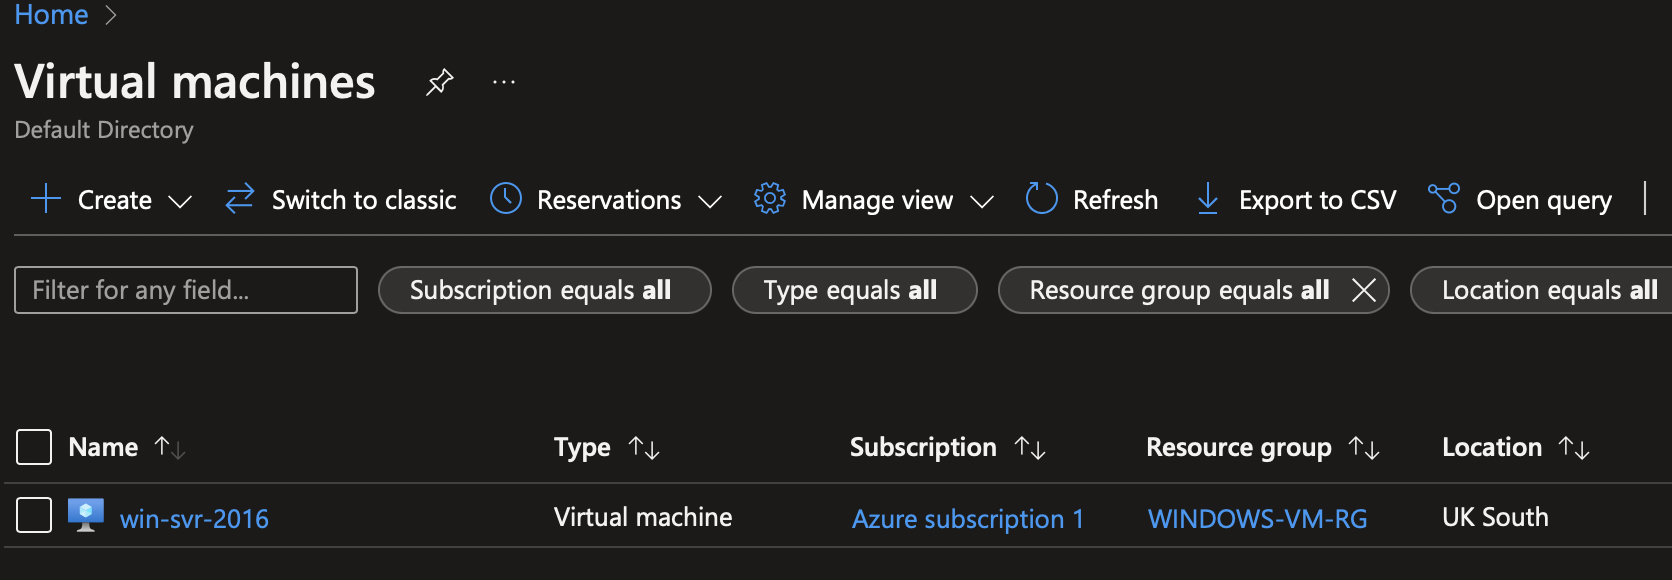 Home
Virtual machines
Default Directory
Create Switch to classic Reservations Manage view Refresh Export to CSV Open query
Filter for any field... Subscription equals all Type equals all Resource group equals all Location equals all
Name Type Subscription Resource group Location
win-svr-2016 Virtual machine Azure subscription 1 WINDOWS-VM-RG UK South